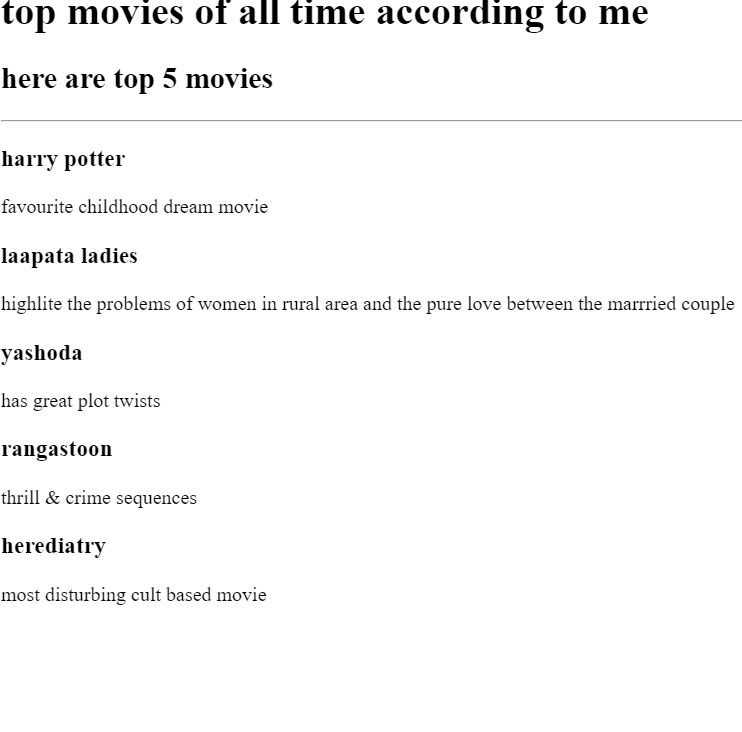 top movies of all time according to me
here are top 5 movies
harry potter
favourite childhood dream movie
laapata ladies
highlite the problems of women in rural area and the pure love between the marrried couple
yashoda
has great plot twists
rangastoon
thrill & crime sequences
herediatry
most disturbing cult based movie